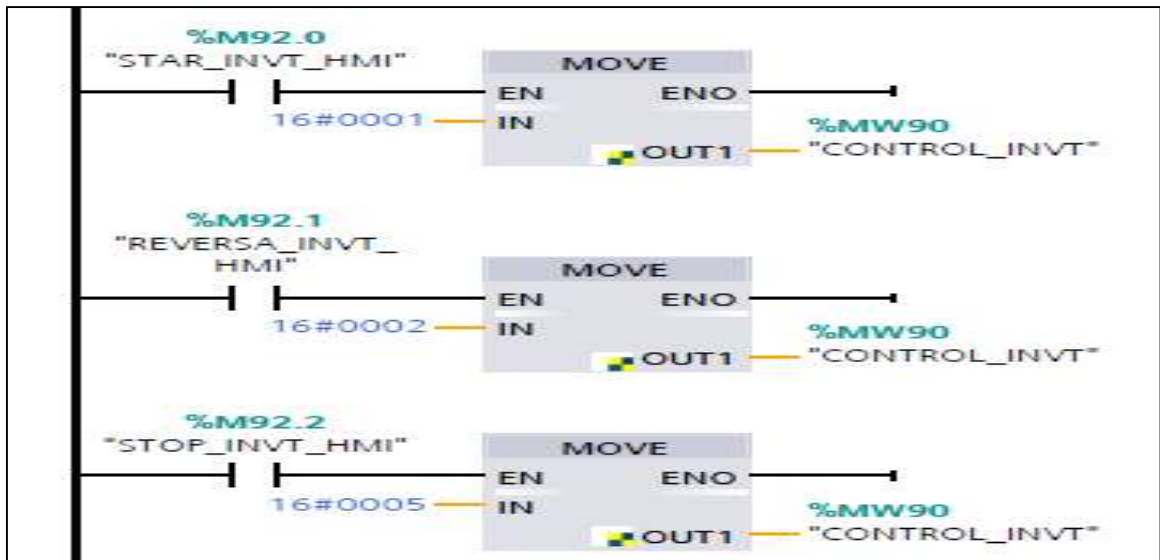 %M92.0
"STAR_INVT_HMI"
MOVE
EN ENO
16#0001 IN
%MW90
OUT1 "CONTROL_INVT"
%M92.1
"REVERSA_INVT_
HMI"
MOVE
EN ENO
16#0002 IN
%MW90
OUT1 "CONTROL_INVT"
%M92.2
"STOP_INVT_HMI"
MOVE
EN ENO
16#0005 IN
%MW90
OUT1 "CONTROL_INVT"